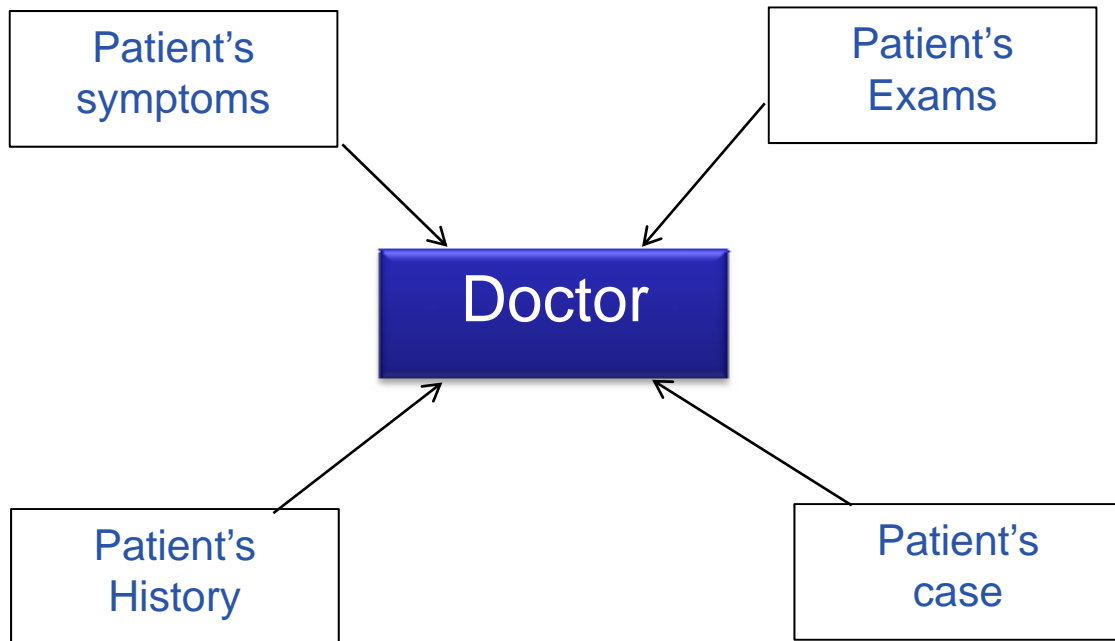 Patient’s
symptoms
Patient’s
Exams
Doctor
Patient’s
History
Patient’s
case